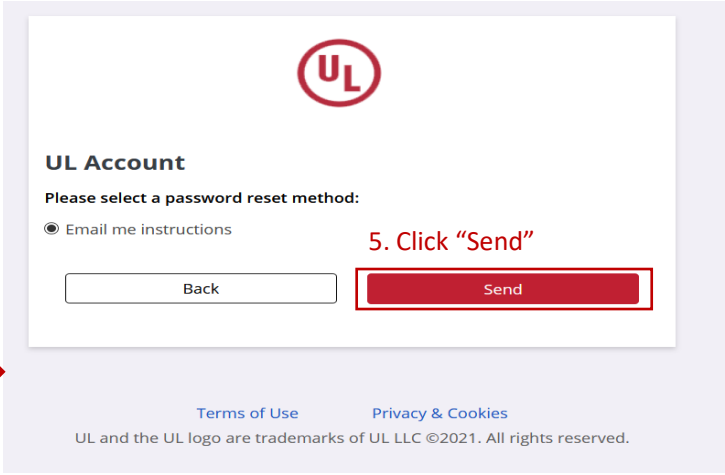 UL
UL Account
Please select a password reset method:
Email me instructions
5. Click “Send”
Back
Send
Terms of Use
Privacy & Cookies
UL and the UL logo are trademarks of UL LLC ©2021. All rights reserved.